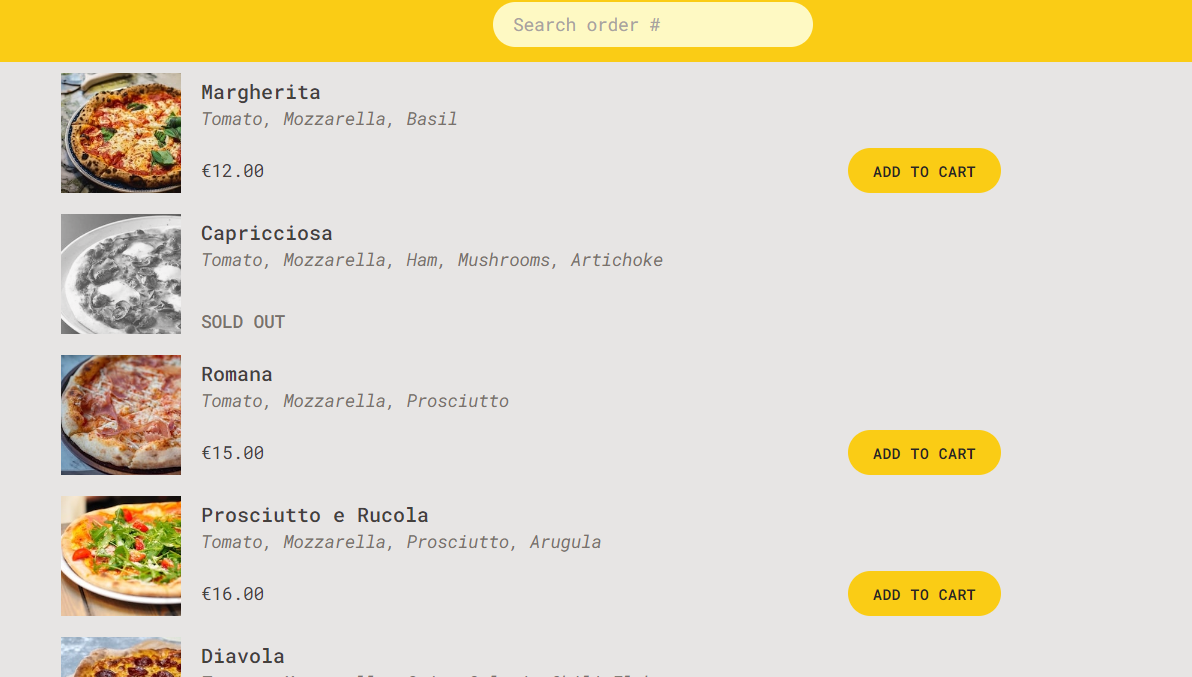 Search order #
Margherita
Tomato, Mozzarella, Basil
€12.00
ADD TO CART
Capricciosa
Tomato, Mozzarella, Ham, Mushrooms, Artichoke
SOLD OUT
Romana
Tomato, Mozzarella, Prosciutto
€15.00
ADD TO CART
Prosciutto e Rucola
Tomato, Mozzarella, Prosciutto, Arugula
€16.00
ADD TO CART
Diavola